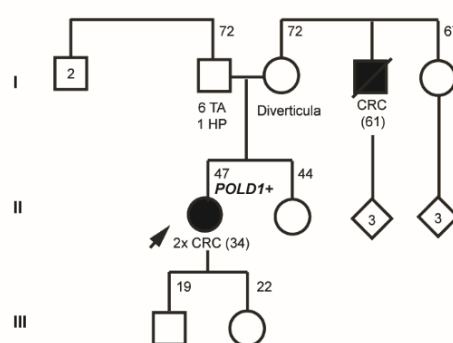 72 72 67
I 2
6 TA
1 HP
Diverticula
CRC
(61)
47 44
POLD1+
II 3 3
2x CRC (34)
19 22
III